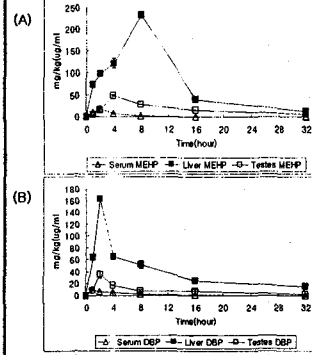 (A)
mg/kg(ug/ml
250
200
150
100
50
0
0 4 8 12 16 20 24 28 32
Time(hour)
Serum MEHP Liver MEHP Testes MEHP
(B)
mg/kg(ug/ml
180
160
140
120
100
80
60
40
20
0
0 4 8 12 16 20 24 28 32
Time(hour)
Serum DBP Liver DBP Testes DBP